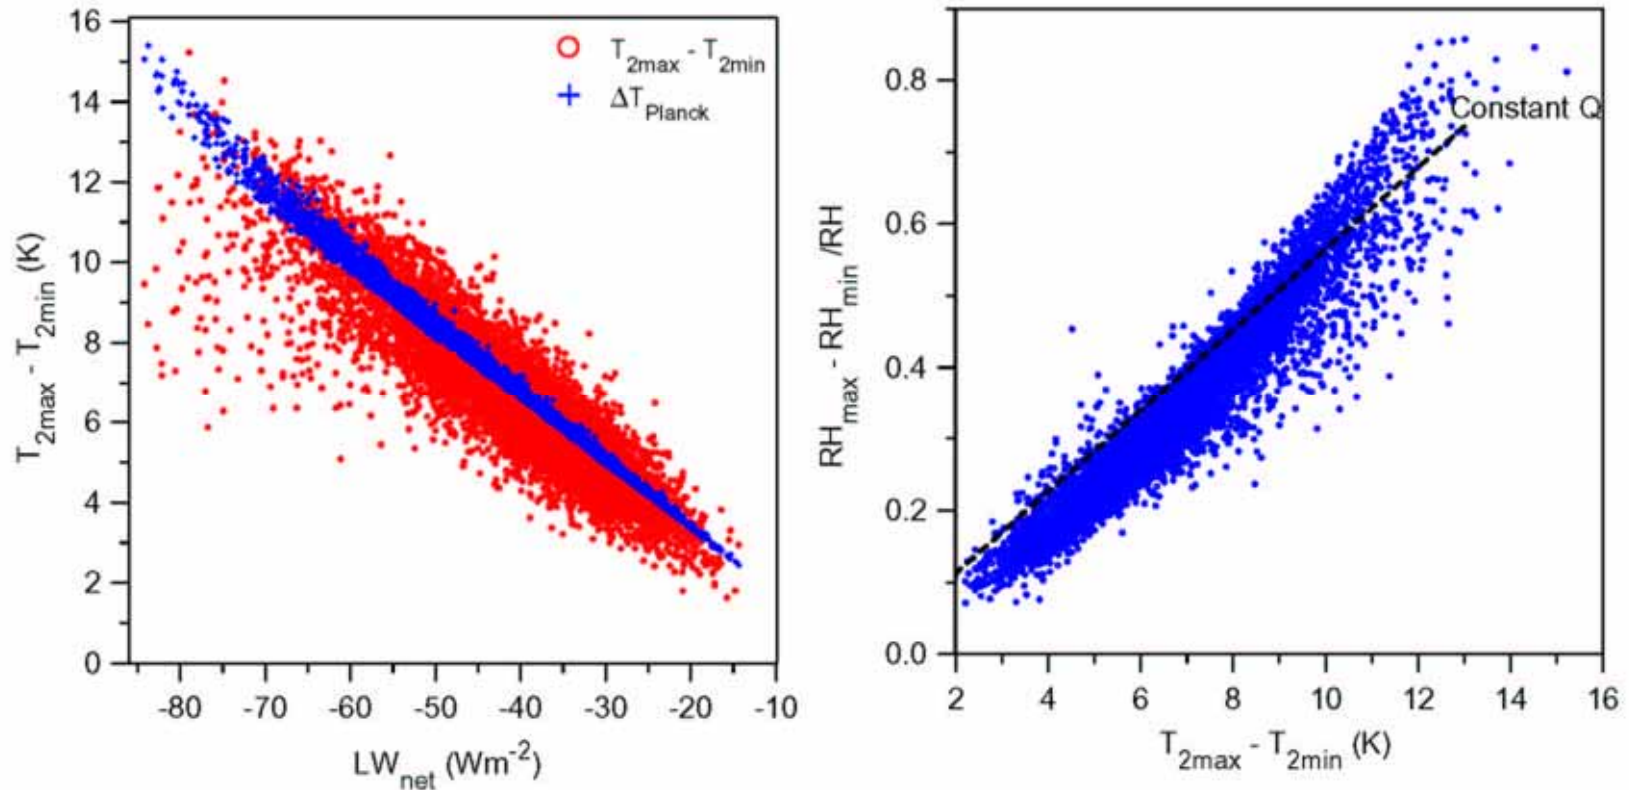 16
14
12
10
8
6
4
2
0
T2max - T2min (K)
T2max - T2min
ΔTPlanck
-80 -70 -60 -50 -40 -30 -20 -10
LWnet (Wm-2)
0.8
0.6
0.4
0.2
0.0
RHmax - RHmin /RH
Constant Q
2 4 6 8 10 12 14 16
T2max - T2min (K)